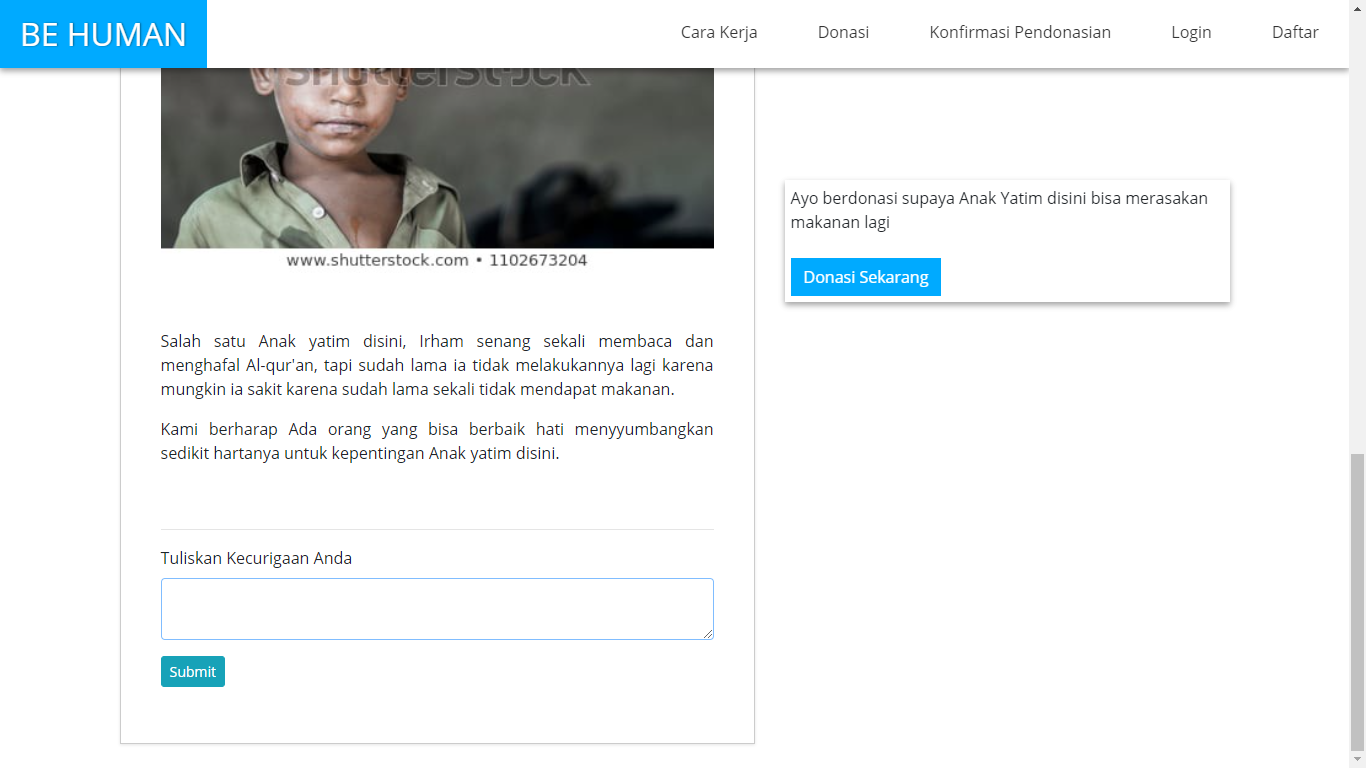 BE HUMAN
Cara Kerja
Donasi
Konfirmasi Pendonasian
Login
Daftar
shutterstock
www.shutterstock.com • 1102673204
Salah satu Anak yatim disini, Irham senang sekali membaca dan
menghafal Al-qur'an, tapi sudah lama ia tidak melakukannya lagi karena
mungkin ia sakit karena sudah lama sekali tidak mendapat makanan.
Kami berharap Ada orang yang bisa berbaik hati menyyumbangkan
sedikit hartanya untuk kepentingan Anak yatim disini.
Tuliskan Kecurigaan Anda
Submit
Ayo berdonasi supaya Anak Yatim disini bisa merasakan
makanan lagi
Donasi Sekarang